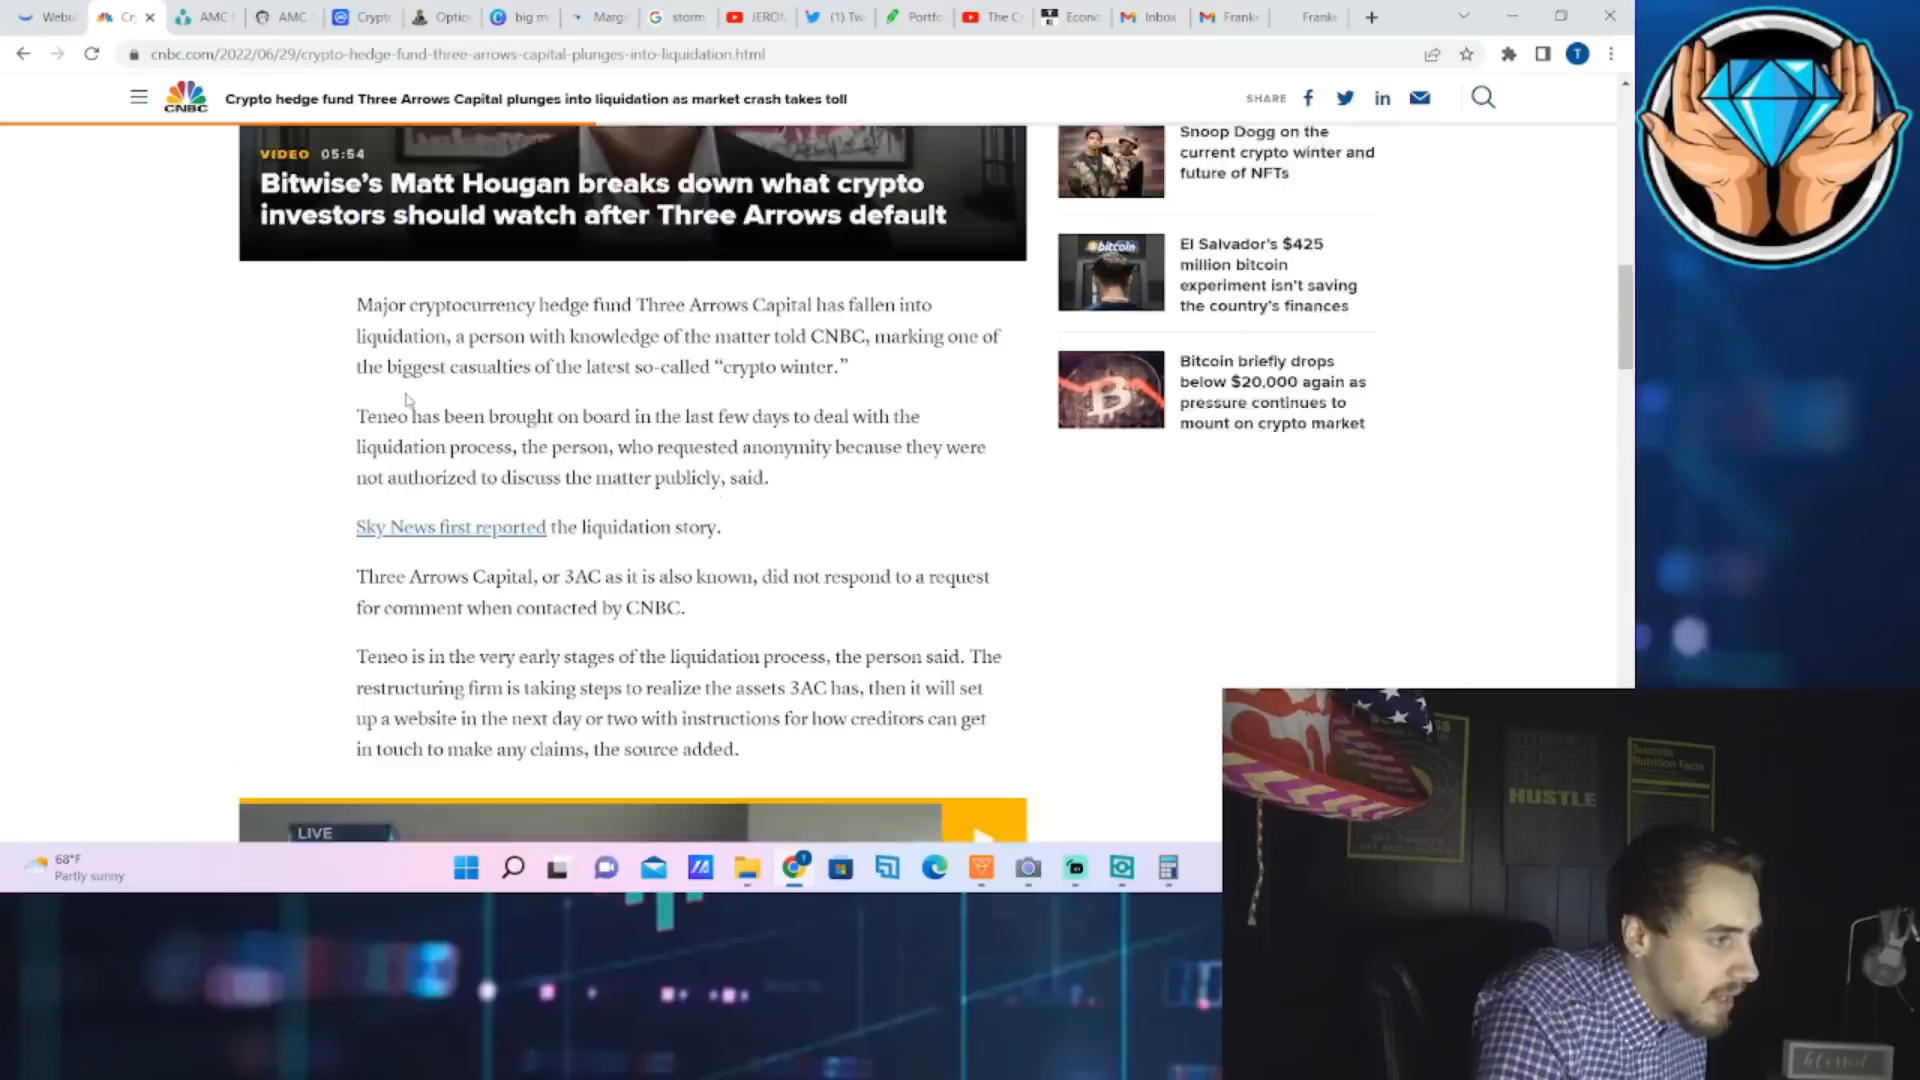 Webu
Cr
AMC
AMC
Crypto
Optio
big m
Marg
storm
JERON
(1) Tw
Portfo
The C
Econo
Inbox
Frank
Frank
cnbc.com/2022/06/29/crypto-hedge-fund-three-arrows-capital-plunges-into-liquidation.html
T
CNBC
Crypto hedge fund Three Arrows Capital plunges into liquidation as market crash takes toll
SHARE
VIDEO 05:54
Bitwise’s Matt Hougan breaks down what crypto
investors should watch after Three Arrows default
Snoop Dogg on the
current crypto winter and
future of NFTs
bitcoin
El Salvador’s $425
million bitcoin
experiment isn’t saving
the country’s finances
Bitcoin briefly drops
below $20,000 again as
pressure continues to
mount on crypto market
Major cryptocurrency hedge fund Three Arrows Capital has fallen into
liquidation, a person with knowledge of the matter told CNBC, marking one of
the biggest casualties of the latest so-called “crypto winter.”
Teneo has been brought on board in the last few days to deal with the
liquidation process, the person, who requested anonymity because they were
not authorized to discuss the matter publicly, said.
Sky News first reported the liquidation story.
Three Arrows Capital, or 3AC as it is also known, did not respond to a request
for comment when contacted by CNBC.
Teneo is in the very early stages of the liquidation process, the person said. The
restructuring firm is taking steps to realize the assets 3AC has, then it will set
up a website in the next day or two with instructions for how creditors can get
in touch to make any claims, the source added.
LIVE
68°F
Partly sunny
Success
Nutrition Facts
HUSTLE
blessed